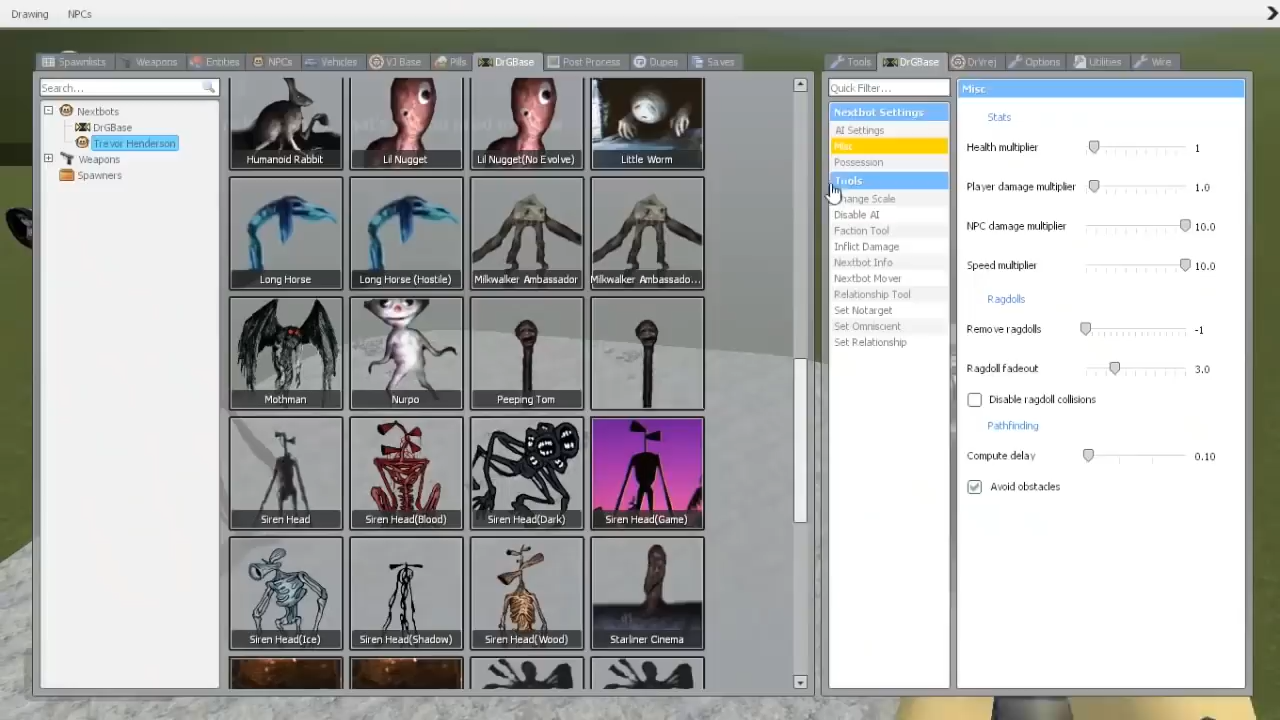 Drawing NPCs
Spawnlists Weapons Entities NPCs Vehicles VJ Base Pills DrGBase Post Process Dupes Saves
Search...
Nextbots
DrGBase
Trevor Henderson
Weapons
Spawners
Humanoid Rabbit Lil Nugget Lil Nugget(No Evolve) Little Worm
Long Horse Long Horse (Hostile) Milkwalker Ambassador Milkwalker Ambassado...
Mothman Nurpo Peeping Tom
Siren Head Siren Head(Blood) Siren Head(Dark) Siren Head(Game)
Siren Head(Ice) Siren Head(Shadow) Siren Head(Wood) Starliner Cinema
Tools DrGBase DrVrej Options Utilities Wire
Quick Filter...
Nextbot Settings
AI Settings
Misc
Possession
Tools
Change Scale
Disable AI
Faction Tool
Inflict Damage
Nextbot Info
Nextbot Mover
Relationship Tool
Set Notarget
Set Omniscient
Set Relationship
Misc
Stats
Health multiplier 1
Player damage multiplier 1.0
NPC damage multiplier 10.0
Speed multiplier 10.0
Ragdolls
Remove ragdolls -1
Ragdoll fadeout 3.0
Disable ragdoll collisions
Pathfinding
Compute delay 0.10
Avoid obstacles